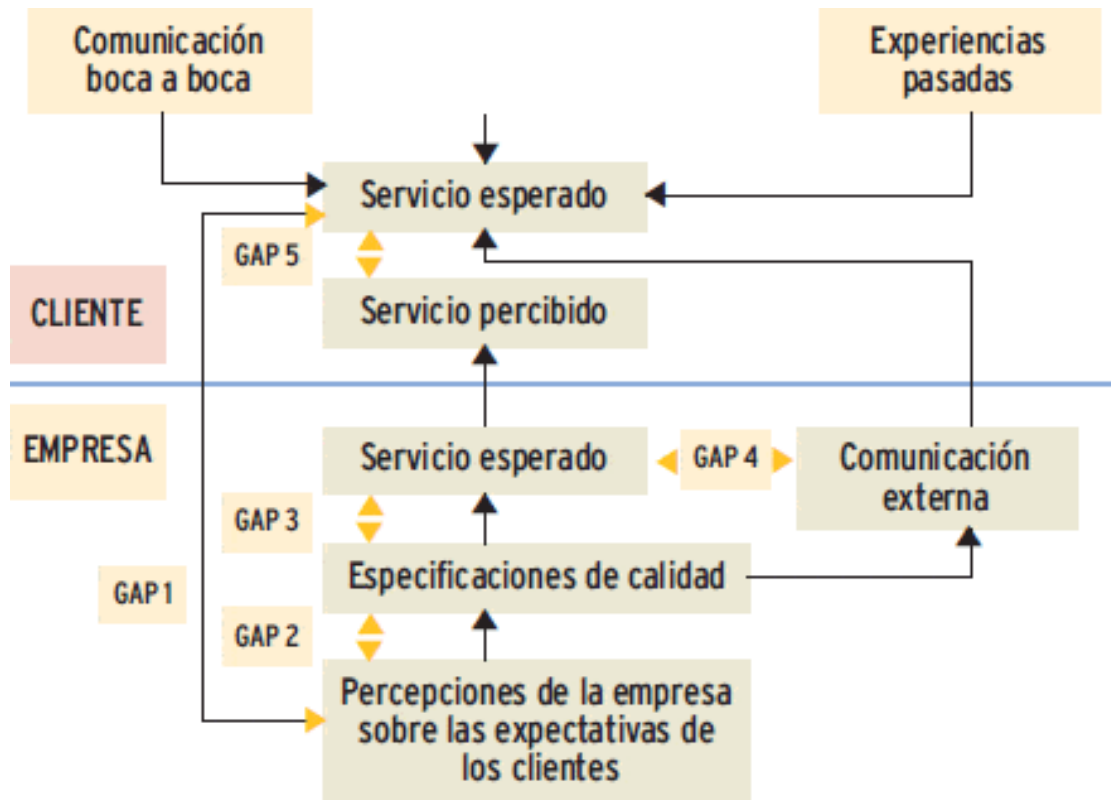 Comunicación
boca a boca
Experiencias
pasadas
Servicio esperado
GAP 5
CLIENTE
Servicio percibido
EMPRESA
Servicio esperado
GAP 4
Comunicación
externa
GAP 3
Especificaciones de calidad
GAP 1
GAP 2
Percepciones de la empresa
sobre las expectativas de
los clientes